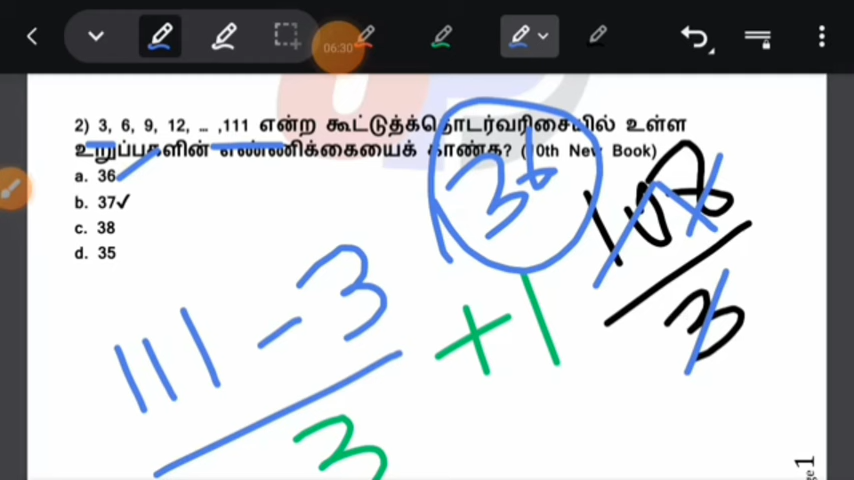 06:30
2) 3, 6, 9, 12, … ,111 என்ற கூட்டுத்தொடர்வரிசையில் உள்ள
உறுப்புகளின் எண்ணிக்கையைக் காண்க? (10th New Book)
a. 36
b. 37✓
c. 38
d. 35
36
108
3
111 - 3
3
+1
1